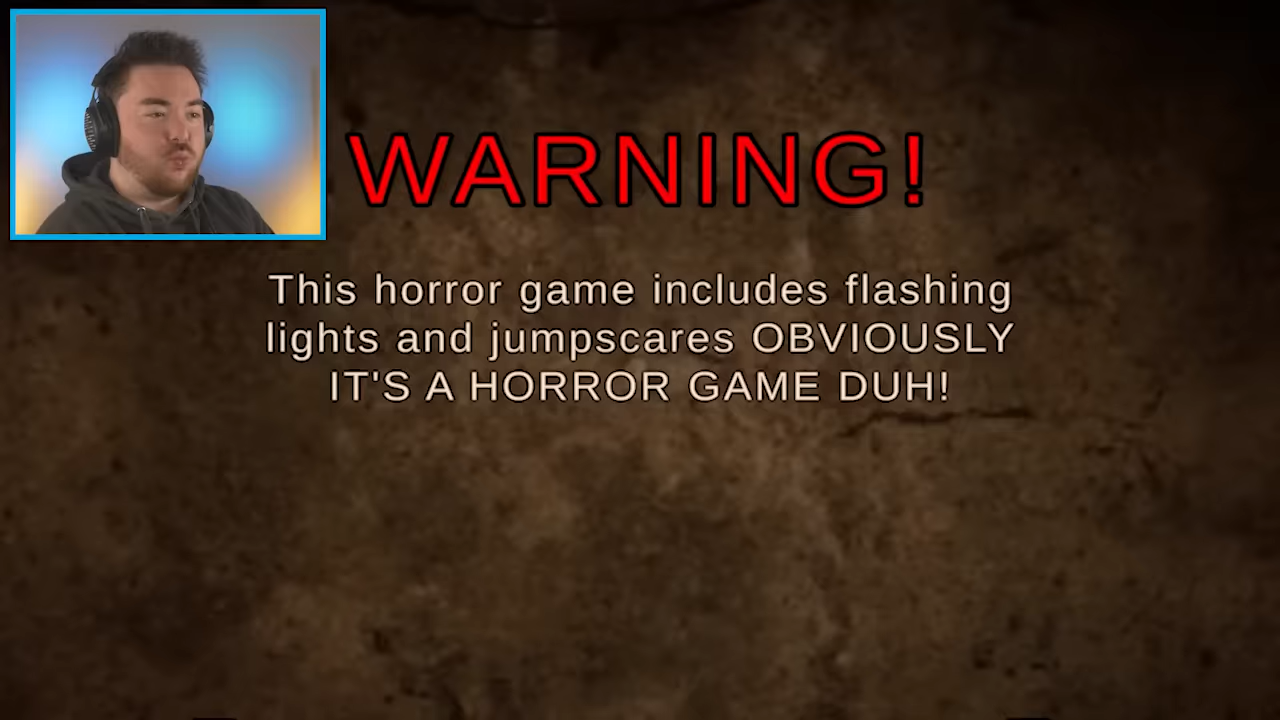 WARNING!
This horror game includes flashing
lights and jumpscares OBVIOUSLY
IT'S A HORROR GAME DUH!